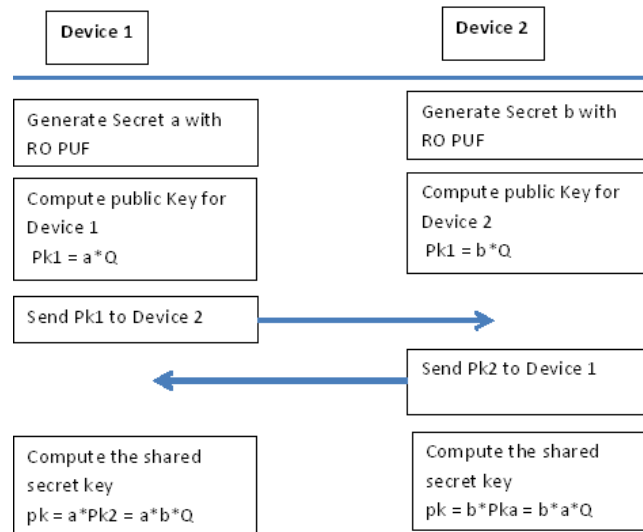 Device 1
Device 2
Generate Secret a with
RO PUF
Generate Secret b with
RO PUF
Compute public Key for
Device 1
Pk1 = a*Q
Compute public Key for
Device 2
Pk1 = b*Q
Send Pk1 to Device 2
Send Pk2 to Device 1
Compute the shared
secret key
pk = a*Pk2 = a*b*Q
Compute the shared
secret key
pk = b*Pka = b*a*Q